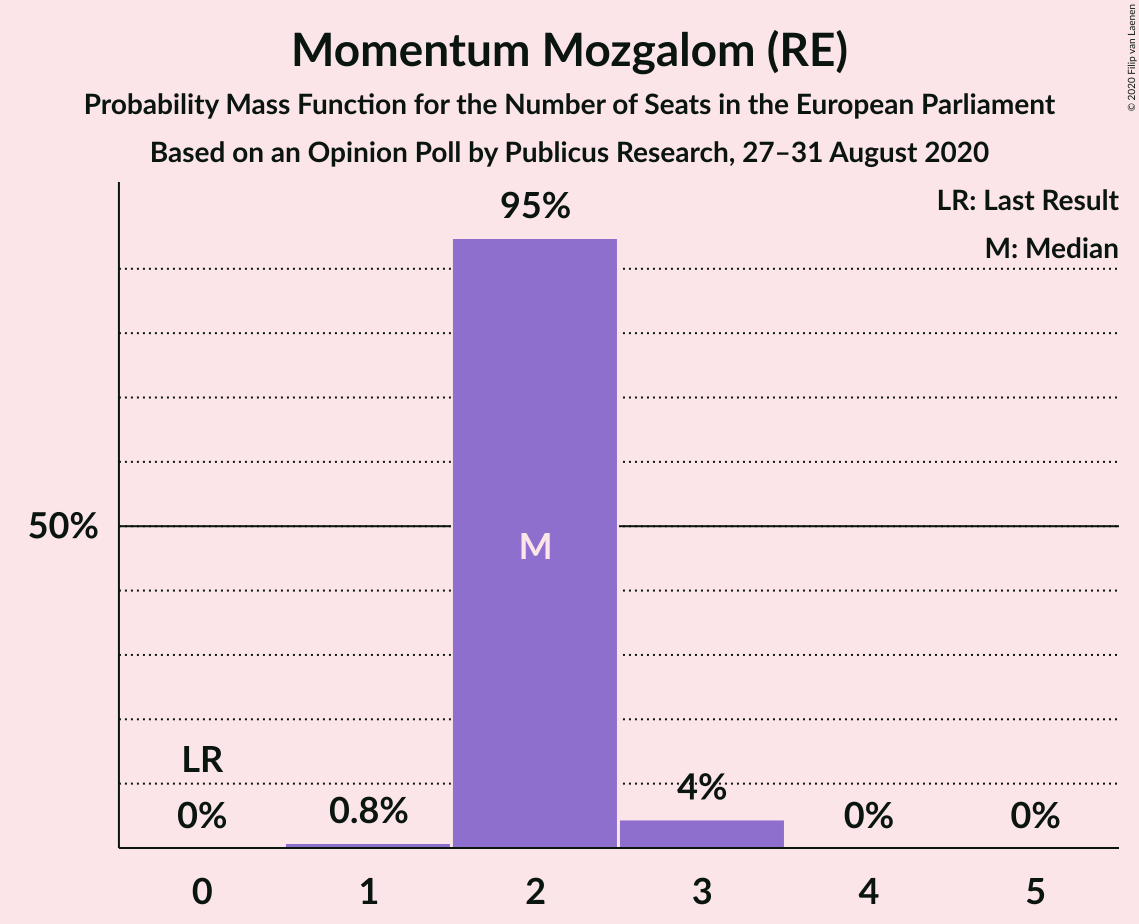 Momentum Mozgalom (RE)
Probability Mass Function for the Number of Seats in the European Parliament
Based on an Opinion Poll by Publicus Research, 27–31 August 2020
© 2020 Filip van Laenen
LR: Last Result
M: Median
95%
50%
M
LR
0%
0.8%
4%
0%
0%
0
1
2
3
4
5